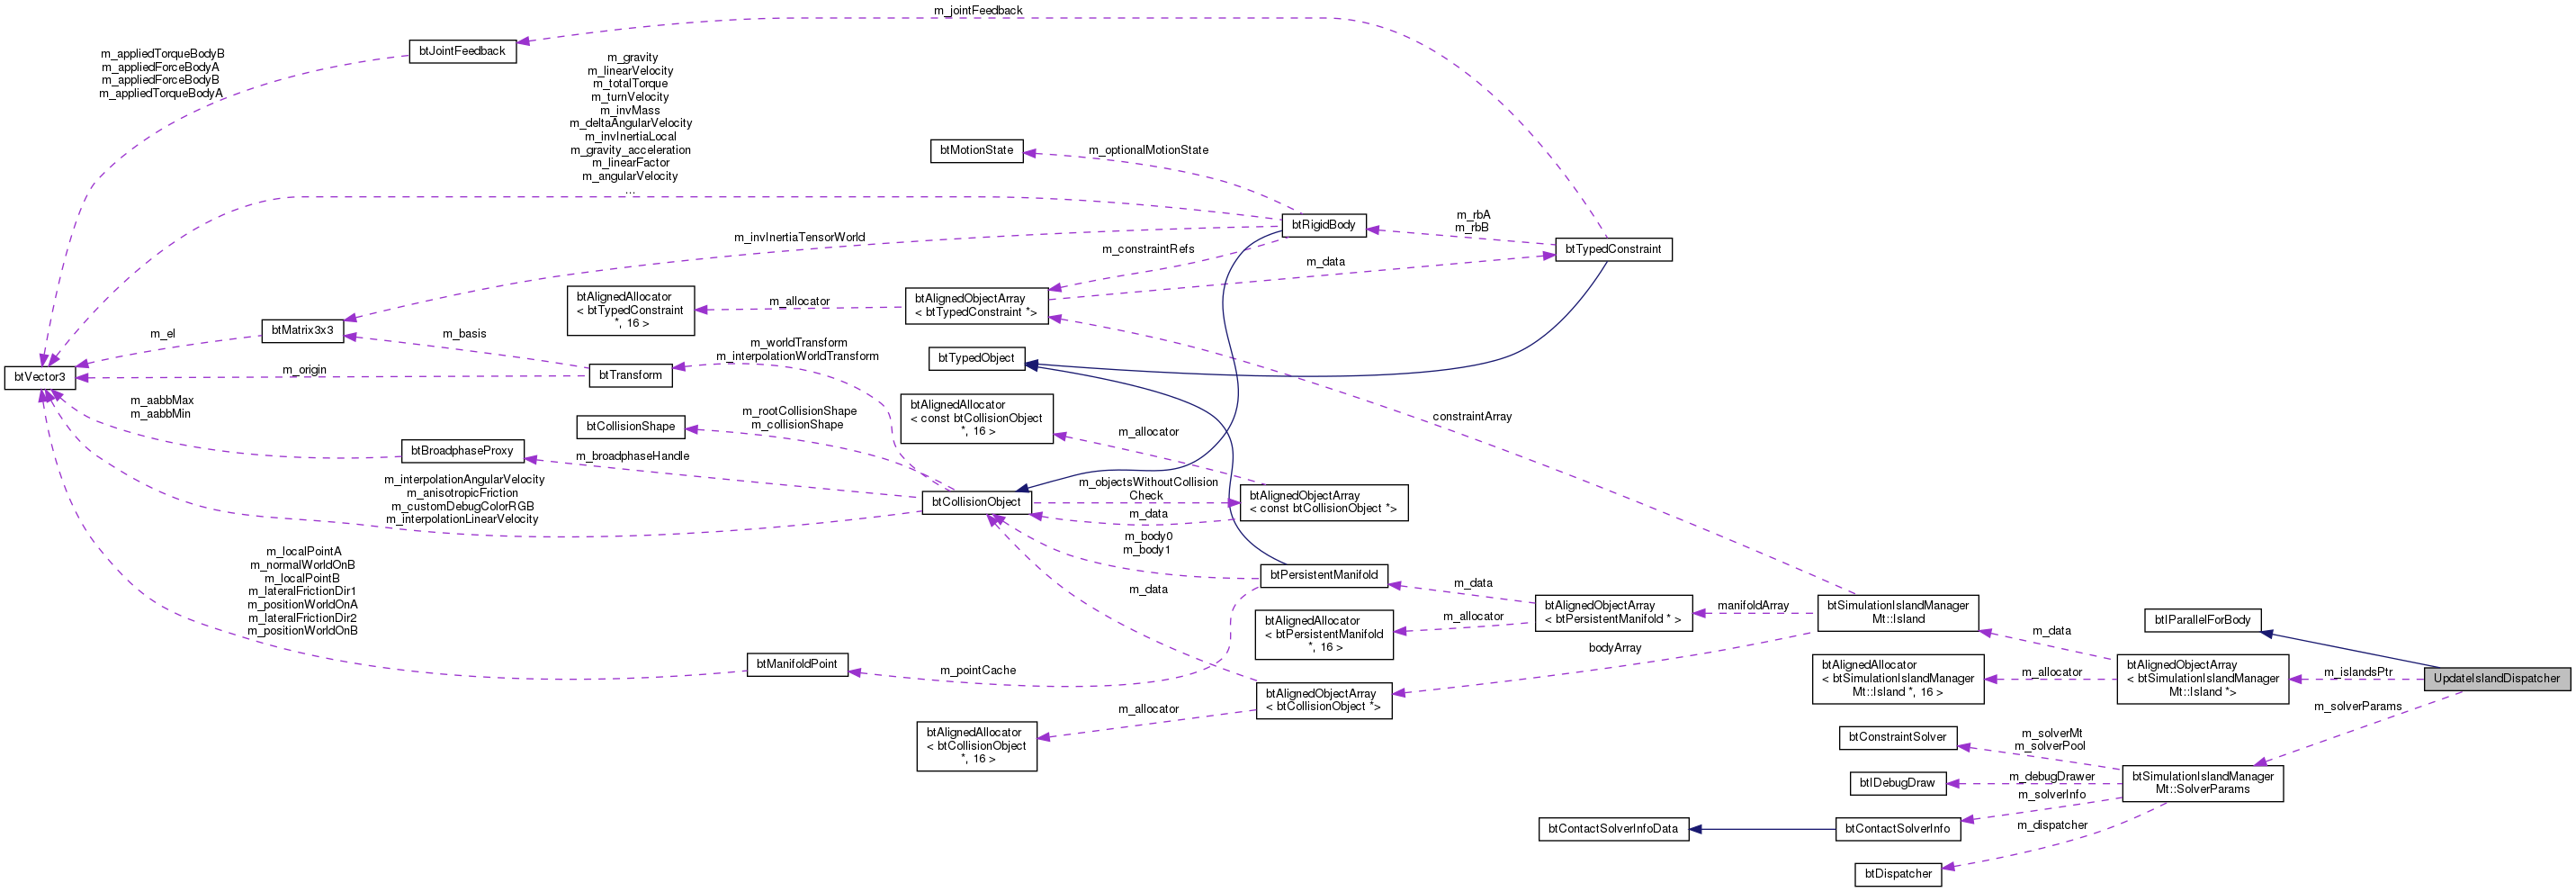 m_jointFeedback
btJointFeedback
m_appliedTorqueBodyB
m_appliedForceBodyA
m_appliedForceBodyB
m_appliedTorqueBodyA
m_gravity
m_linearVelocity
m_totalTorque
m_turnVelocity
m_invMass
m_deltaAngularVelocity
m_invInertiaLocal
m_gravity_acceleration
m_linearFactor
m_angularVelocity
...
btMotionState
m_optionalMotionState
btRigidBody
m_rbA
m_rbB
btTypedConstraint
m_invInertiaTensorWorld
m_constraintRefs
m_data
btAlignedAllocator
< btTypedConstraint
*, 16 >
m_allocator
btAlignedObjectArray
< btTypedConstraint *>
btMatrix3x3
m_el
m_basis
m_worldTransform
m_interpolationWorldTransform
btTypedObject
btVector3
m_origin
btTransform
m_aabbMax
m_aabbMin
btCollisionShape
m_rootCollisionShape
m_collisionShape
btAlignedAllocator
< const btCollisionObject
*, 16 >
m_allocator
constraintArray
btBroadphaseProxy
m_broadphaseHandle
m_interpolationAngularVelocity
m_anisotropicFriction
m_customDebugColorRGB
m_interpolationLinearVelocity
btCollisionObject
m_objectsWithoutCollision
Check
m_data
btAlignedObjectArray
< const btCollisionObject *>
m_body0
m_body1
m_localPointA
m_normalWorldOnB
m_localPointB
m_lateralFrictionDir1
m_positionWorldOnA
m_lateralFrictionDir2
m_positionWorldOnB
m_data
btPersistentManifold
m_data
btAlignedObjectArray
< btPersistentManifold * >
manifoldArray
btSimulationIslandManager
Mt::Island
btIParallelForBody
btAlignedAllocator
< btPersistentManifold
*, 16 >
m_allocator
bodyArray
m_data
btManifoldPoint
m_pointCache
btAlignedObjectArray
< btCollisionObject *>
btAlignedAllocator
< btSimulationIslandManager
Mt::Island *, 16 >
m_allocator
btAlignedObjectArray
< btSimulationIslandManager
Mt::Island *>
m_islandsPtr
UpdateIslandDispatcher
m_allocator
btAlignedAllocator
< btCollisionObject
*, 16 >
m_solverParams
btConstraintSolver
m_solverMt
m_solverPool
btIDebugDraw
m_debugDrawer
btSimulationIslandManager
Mt::SolverParams
m_solverInfo
btContactSolverInfoData
btContactSolverInfo
m_dispatcher
btDispatcher